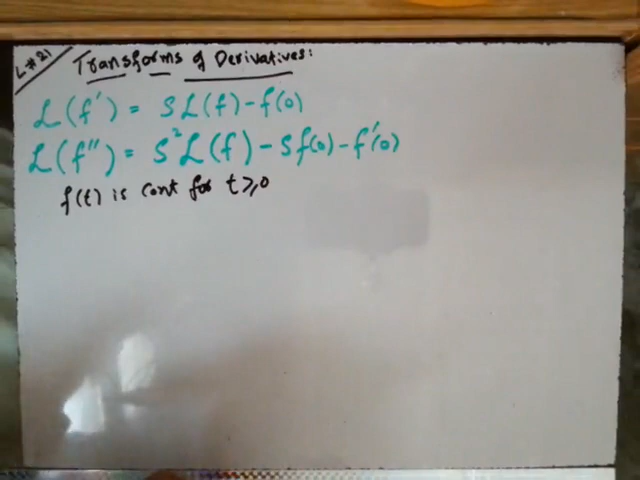 L#21
Transforms of Derivatives:
L(f') = SL(f)-f(0)
L(f'') = S²L(f)-Sf(0)-f'(0)
f(t) is cont for t≥0